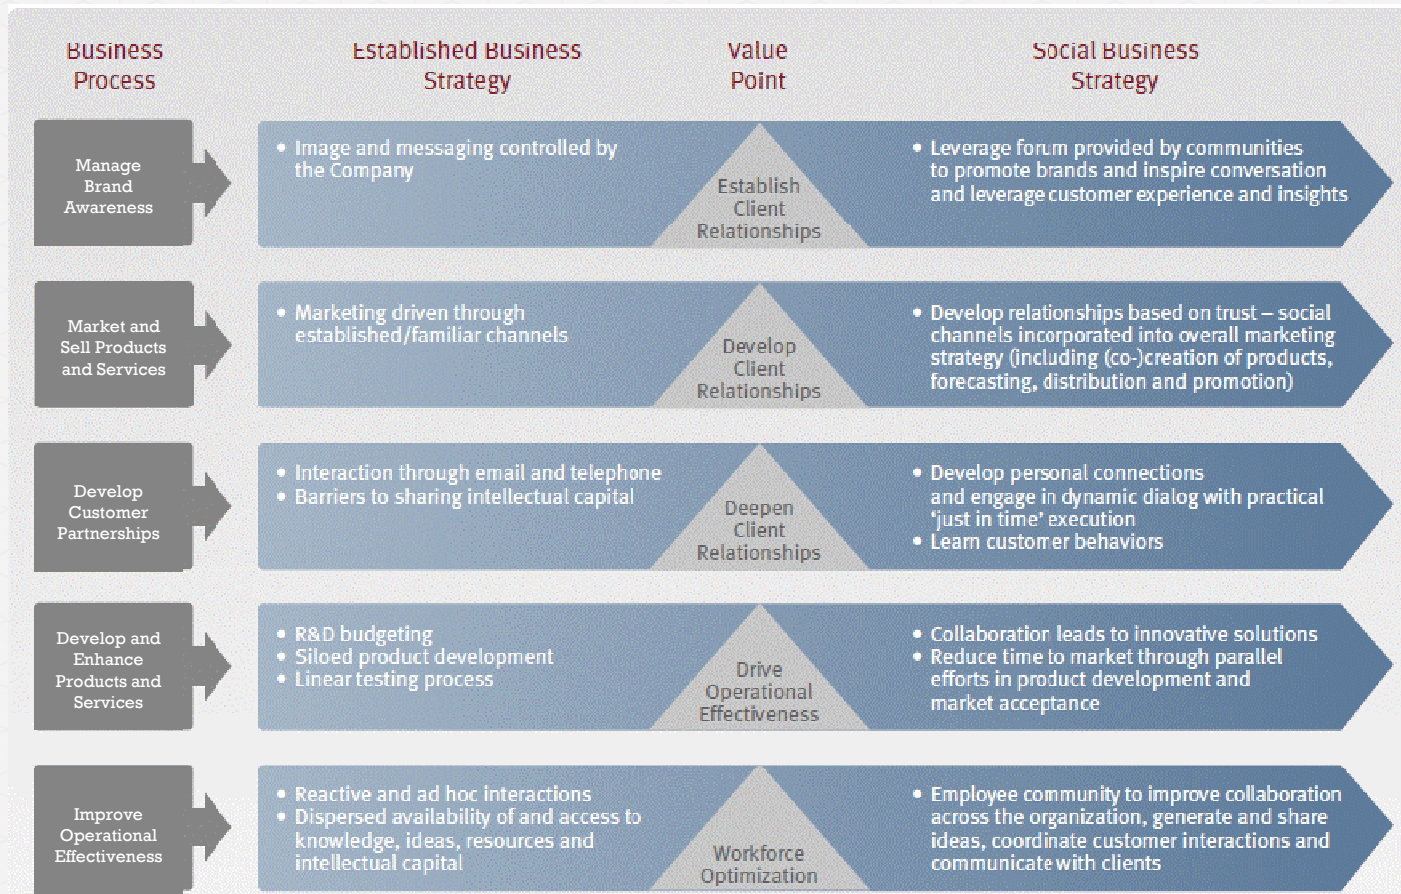 Business
Process
Established Business
Strategy
Value
Point
Social Business
Strategy
Manage
Brand
Awareness
• Image and messaging controlled by
the Company
Establish
Client
Relationships
• Leverage forum provided by communities
to promote brands and inspire conversation
and leverage customer experience and insights
Market and
Sell Products
and Services
• Marketing driven through
established/familiar channels
Develop
Client
Relationships
• Develop relationships based on trust – social
channels incorporated into overall marketing
strategy (including (co-)creation of products,
forecasting, distribution and promotion)
Develop
Customer
Partnerships
• Interaction through email and telephone
• Barriers to sharing intellectual capital
Deepen
Client
Relationships
• Develop personal connections
and engage in dynamic dialog with practical
‘just in time’ execution
• Learn customer behaviors
Develop and
Enhance
Products and
Services
• R&D budgeting
• Siloed product development
• Linear testing process
Drive
Operational
Effectiveness
• Collaboration leads to innovative solutions
• Reduce time to market through parallel
efforts in product development and
market acceptance
Improve
Operational
Effectiveness
• Reactive and ad hoc interactions
• Dispersed availability of and access to
knowledge, ideas, resources and
intellectual capital
Workforce
Optimization
• Employee community to improve collaboration
across the organization, generate and share
ideas, coordinate customer interactions and
communicate with clients